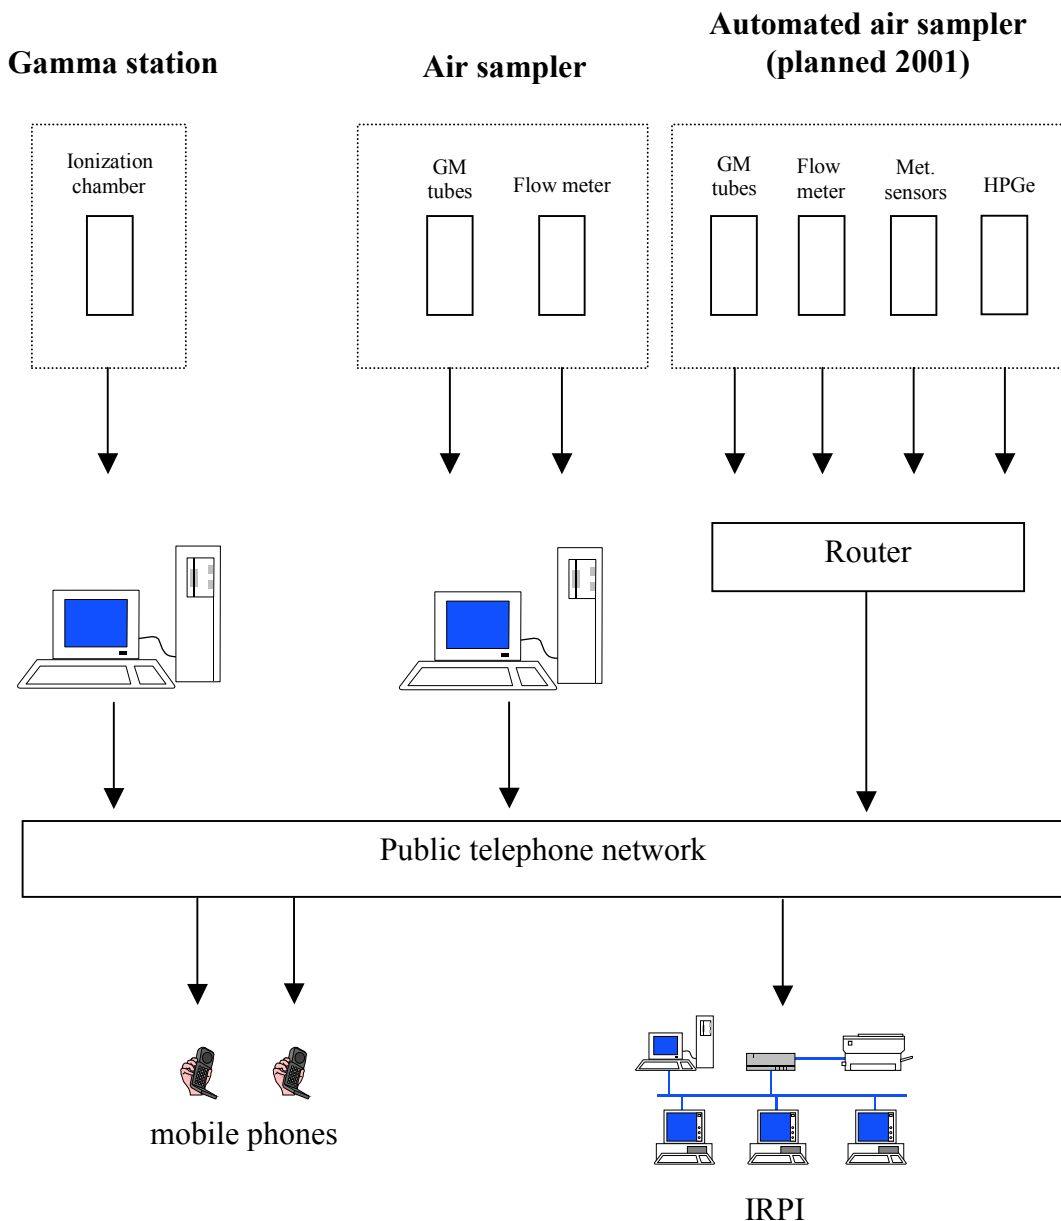 Gamma station
Air sampler
Automated air sampler
(planned 2001)
Ionization
chamber
GM
tubes
Flow meter
GM
tubes
Flow
meter
Met.
sensors
HPGe
Router
Public telephone network
mobile phones
IRPI